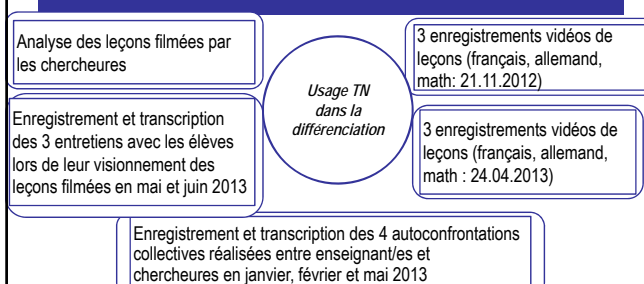 Analyse des leçons filmées par
les chercheures
Enregistrement et transcription
des 3 entretiens avec les élèves
lors de leur visionnement des
leçons filmées en mai et juin 2013
Usage TN
dans la
différenciation
3 enregistrements vidéos de
leçons (français, allemand,
math: 21.11.2012)
3 enregistrements vidéos de
leçons (français, allemand,
math : 24.04.2013)
Enregistrement et transcription des 4 autoconfrontations
collectives réalisées entre enseignant/es et
chercheures en janvier, février et mai 2013